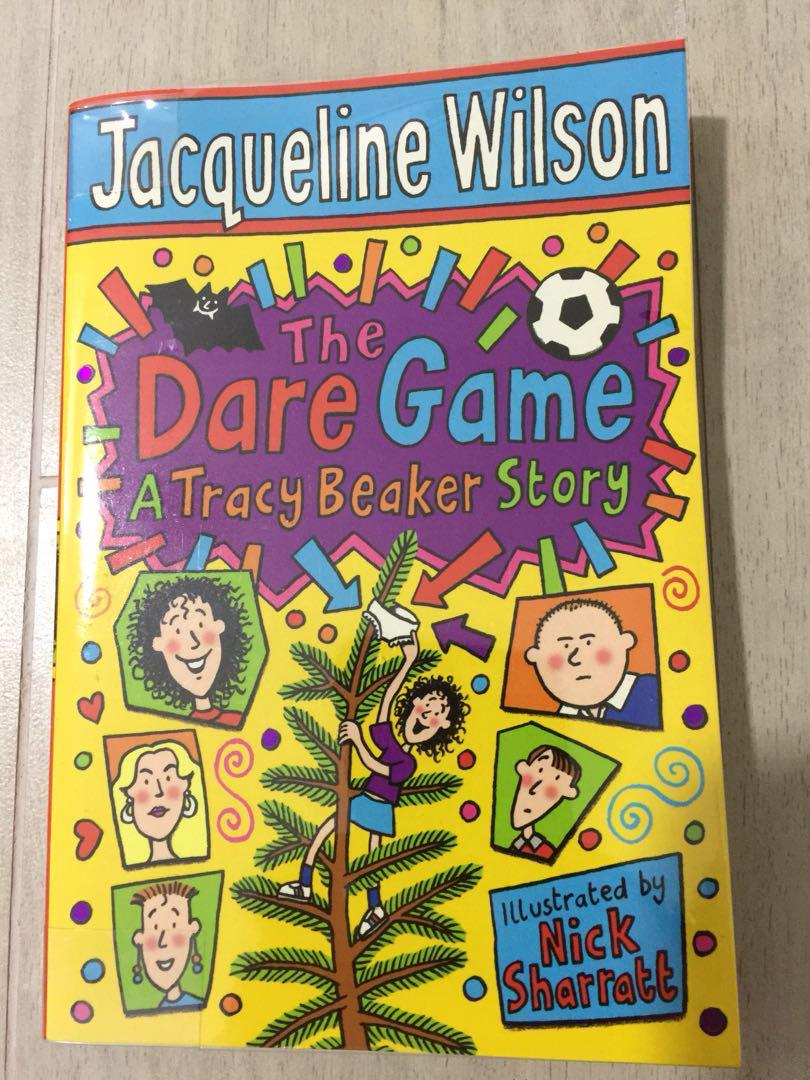 Jacqueline Wilson
The
Dare Game
A Tracy Beaker Story
Illustrated by
Nick
Sharratt